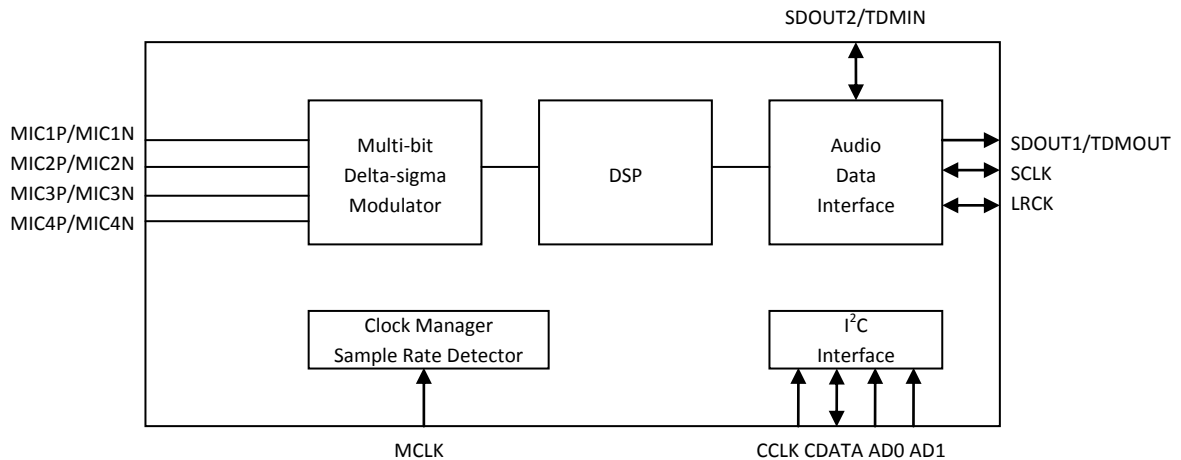 SDOUT2/TDMIN
MIC1P/MIC1N
MIC2P/MIC2N
MIC3P/MIC3N
MIC4P/MIC4N
Multi-bit
Delta-sigma
Modulator
DSP
Audio
Data
Interface
SDOUT1/TDMOUT
SCLK
LRCK
Clock Manager
Sample Rate Detector
I²C
Interface
MCLK
CCLK CDATA AD0 AD1